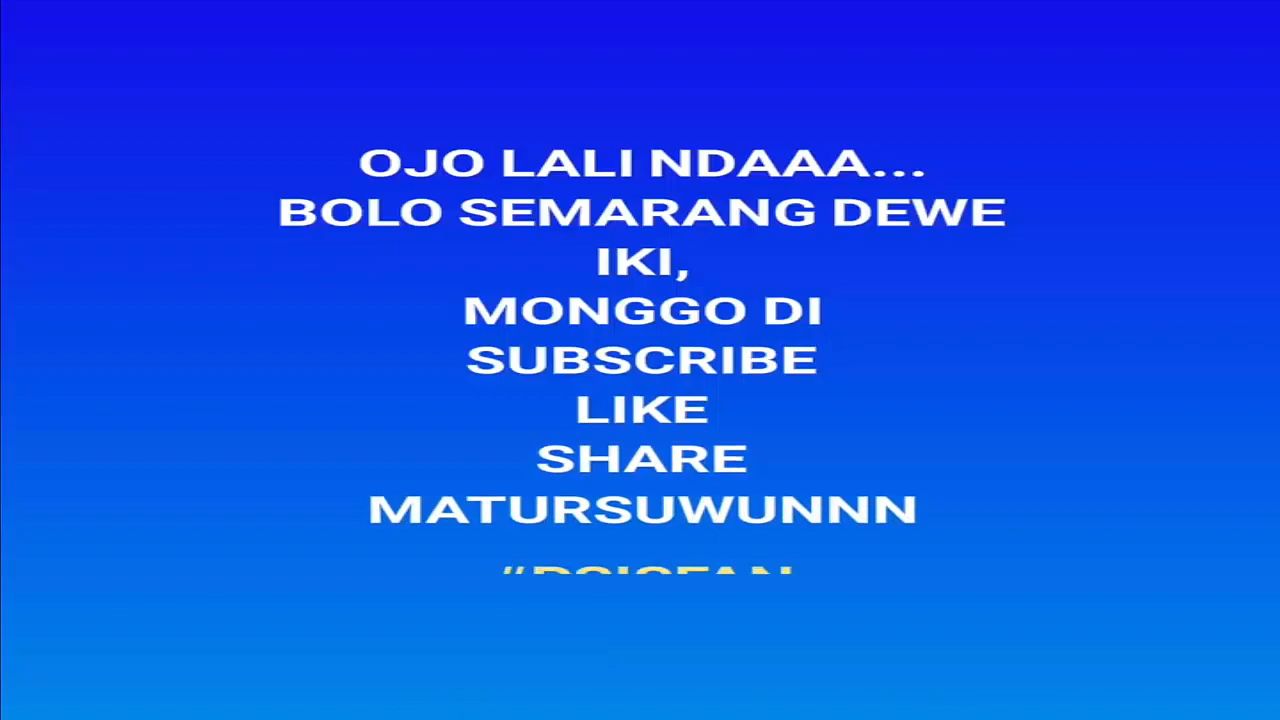 OJO LALI NDAAA...
BOLO SEMARANG DEWE
IKI,
MONGGO DI
SUBSCRIBE
LIKE
SHARE
MATURSUWUNNN